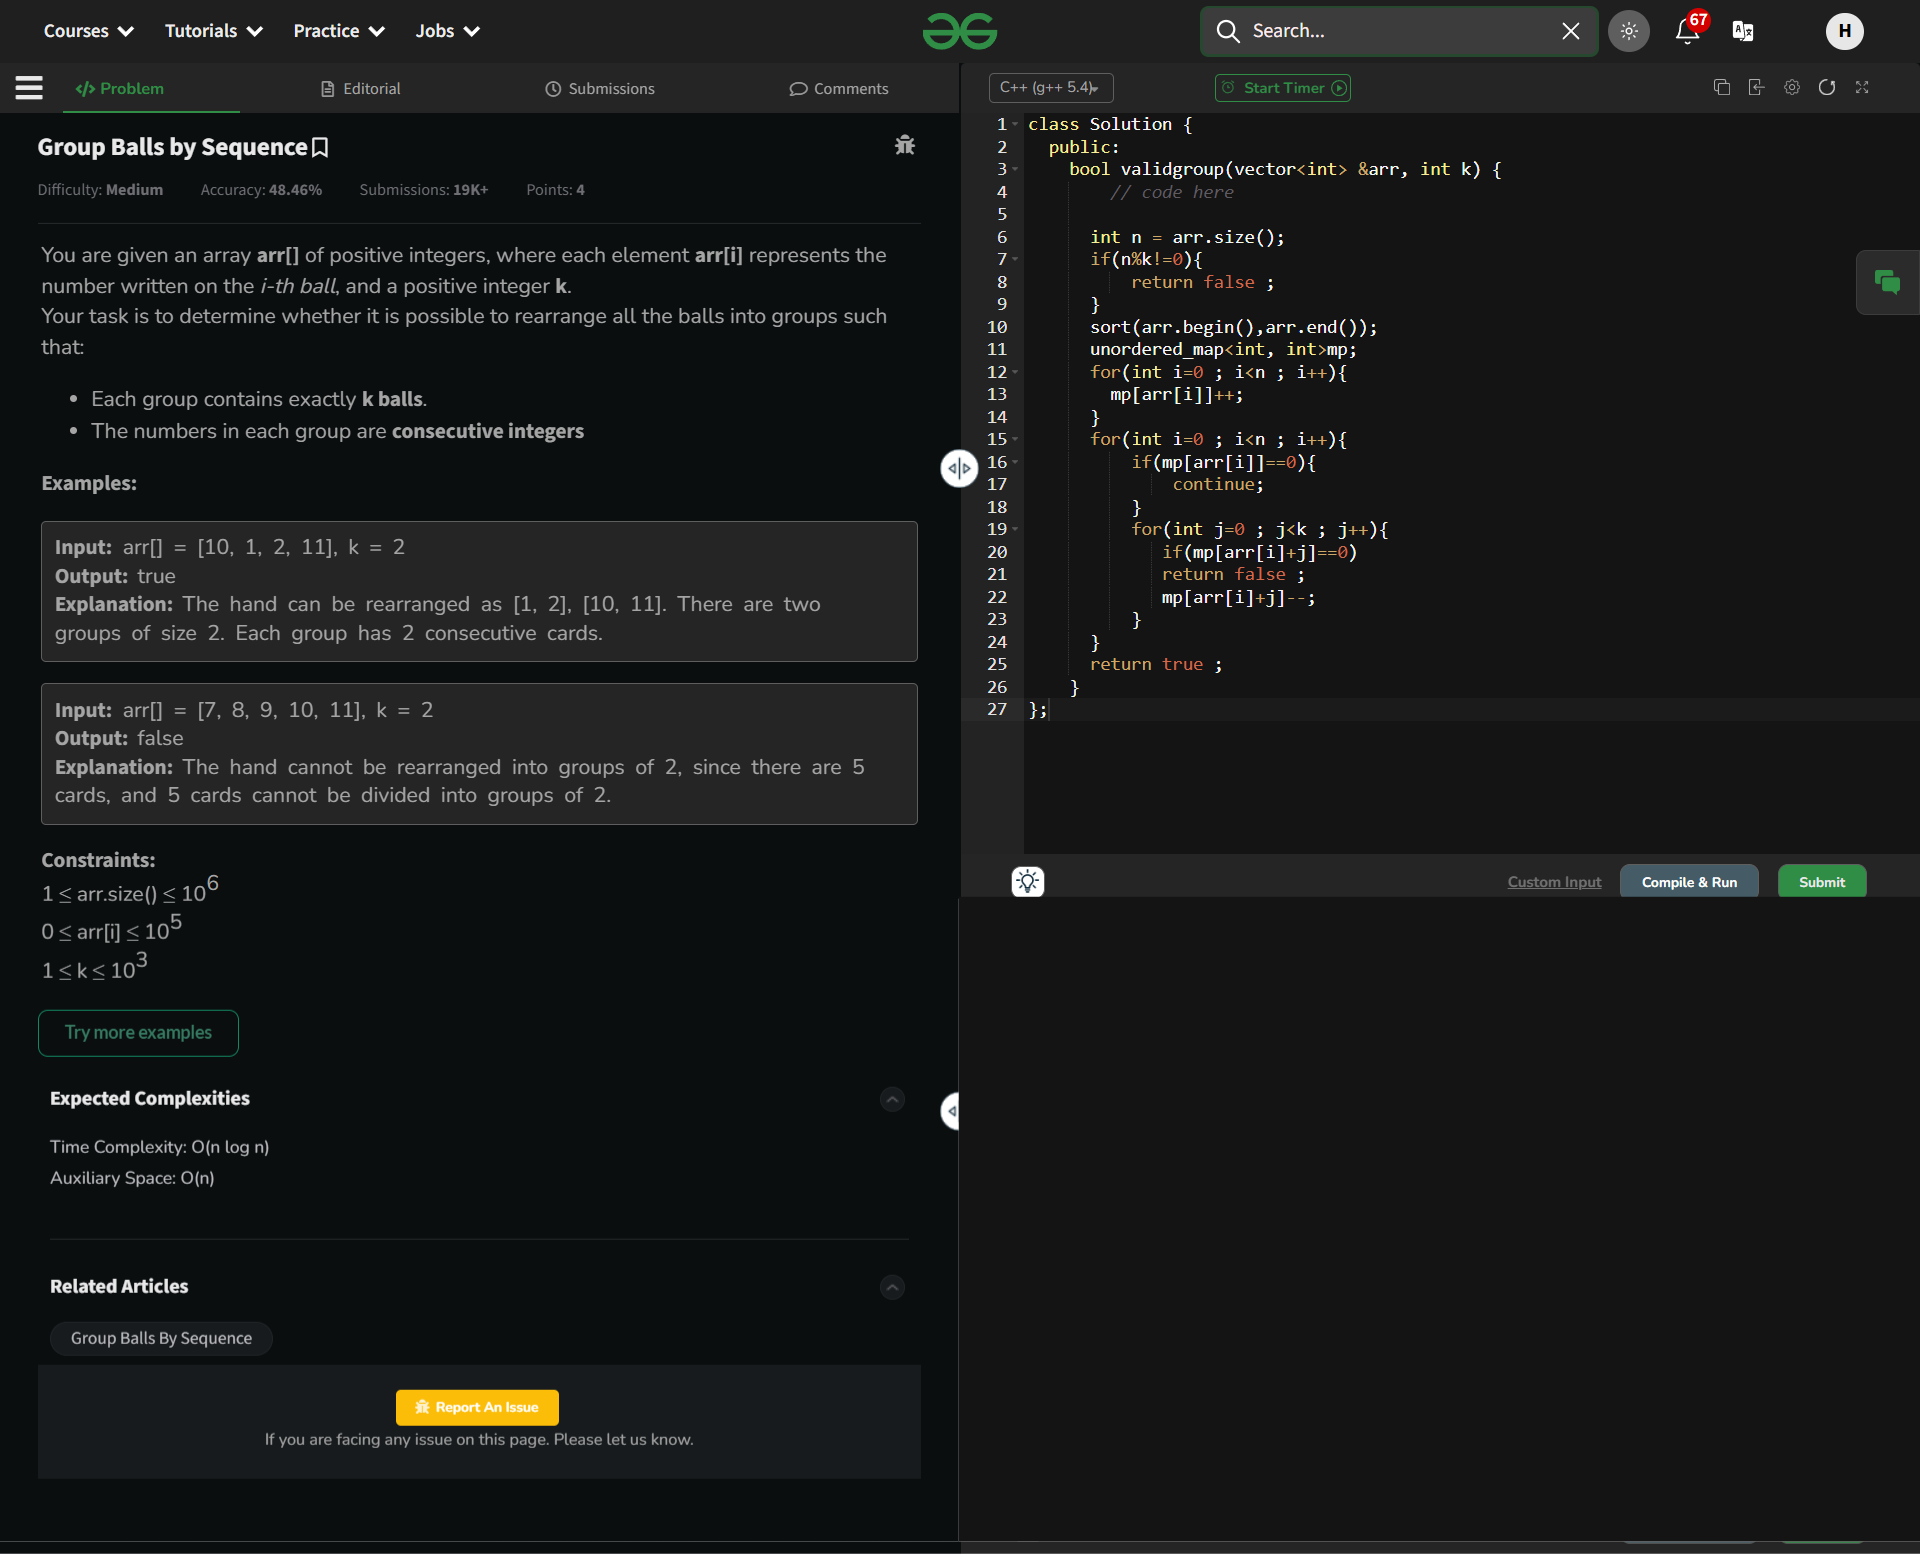 Courses Tutorials Practice Jobs Search... 67 H
Problem Editorial Submissions Comments
Group Balls by Sequence
Difficulty: Medium Accuracy: 48.46% Submissions: 19K+ Points: 4
You are given an array arr[] of positive integers, where each element arr[i] represents the
number written on the i-th ball, and a positive integer k.
Your task is to determine whether it is possible to rearrange all the balls into groups such
that:
• Each group contains exactly k balls.
• The numbers in each group are consecutive integers
Examples:
Input: arr[] = [10, 1, 2, 11], k = 2
Output: true
Explanation: The hand can be rearranged as [1, 2], [10, 11]. There are two
groups of size 2. Each group has 2 consecutive cards.
Input: arr[] = [7, 8, 9, 10, 11], k = 2
Output: false
Explanation: The hand cannot be rearranged into groups of 2, since there are 5
cards, and 5 cards cannot be divided into groups of 2.
Constraints:
1 ≤ arr.size() ≤ 10^6
0 ≤ arr[i] ≤ 10^5
1 ≤ k ≤ 10^3
Try more examples
Expected Complexities
Time Complexity: O(n log n)
Auxiliary Space: O(n)
Related Articles
Group Balls By Sequence
Report An Issue
If you are facing any issue on this page. Please let us know.
C++ (g++ 5.4) Start Timer
1 class Solution {
2 public:
3 bool validgroup(vector<int> &arr, int k) {
4 // code here
5
6 int n = arr.size();
7 if(n%k!=0){
8 return false ;
9 }
10 sort(arr.begin(),arr.end());
11 unordered_map<int, int>mp;
12 for(int i=0 ; i<n ; i++){
13 mp[arr[i]]++;
14 }
15 for(int i=0 ; i<n ; i++){
16 if(mp[arr[i]]==0){
17 continue;
18 }
19 for(int j=0 ; j<k ; j++){
20 if(mp[arr[i]+j]==0)
21 return false ;
22 mp[arr[i]+j]--;
23 }
24 }
25 return true ;
26 }
27 };
Custom Input Compile & Run Submit